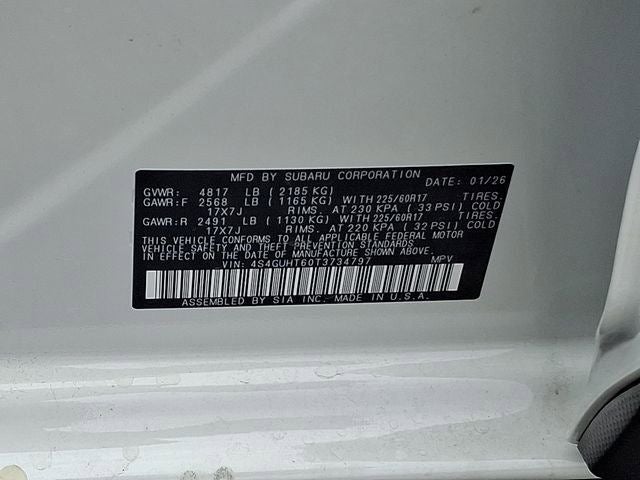 MFD BY SUBARU CORPORATION DATE: 01/26
GVWR: 4817 LB ( 2185 KG)
GAWR:F 2568 LB ( 1165 KG) WITH 225/60R17 TIRES.
17X7J RIMS. AT 230 KPA ( 33 PSI) COLD
GAWR:R 2491 LB ( 1130 KG) WITH 225/60R17 TIRES.
17X7J RIMS. AT 220 KPA ( 32 PSI) COLD
THIS VEHICLE CONFORMS TO ALL APPLICABLE FEDERAL MOTOR
VEHICLE SAFETY AND THEFT PREVENTION STANDARDS
IN EFFECT ON THE DATE OF MANUFACTURE SHOWN ABOVE.
VIN: 4S4GUHT60T3734797 MPV
ASSEMBLED BY SIA INC. MADE IN U.S.A.